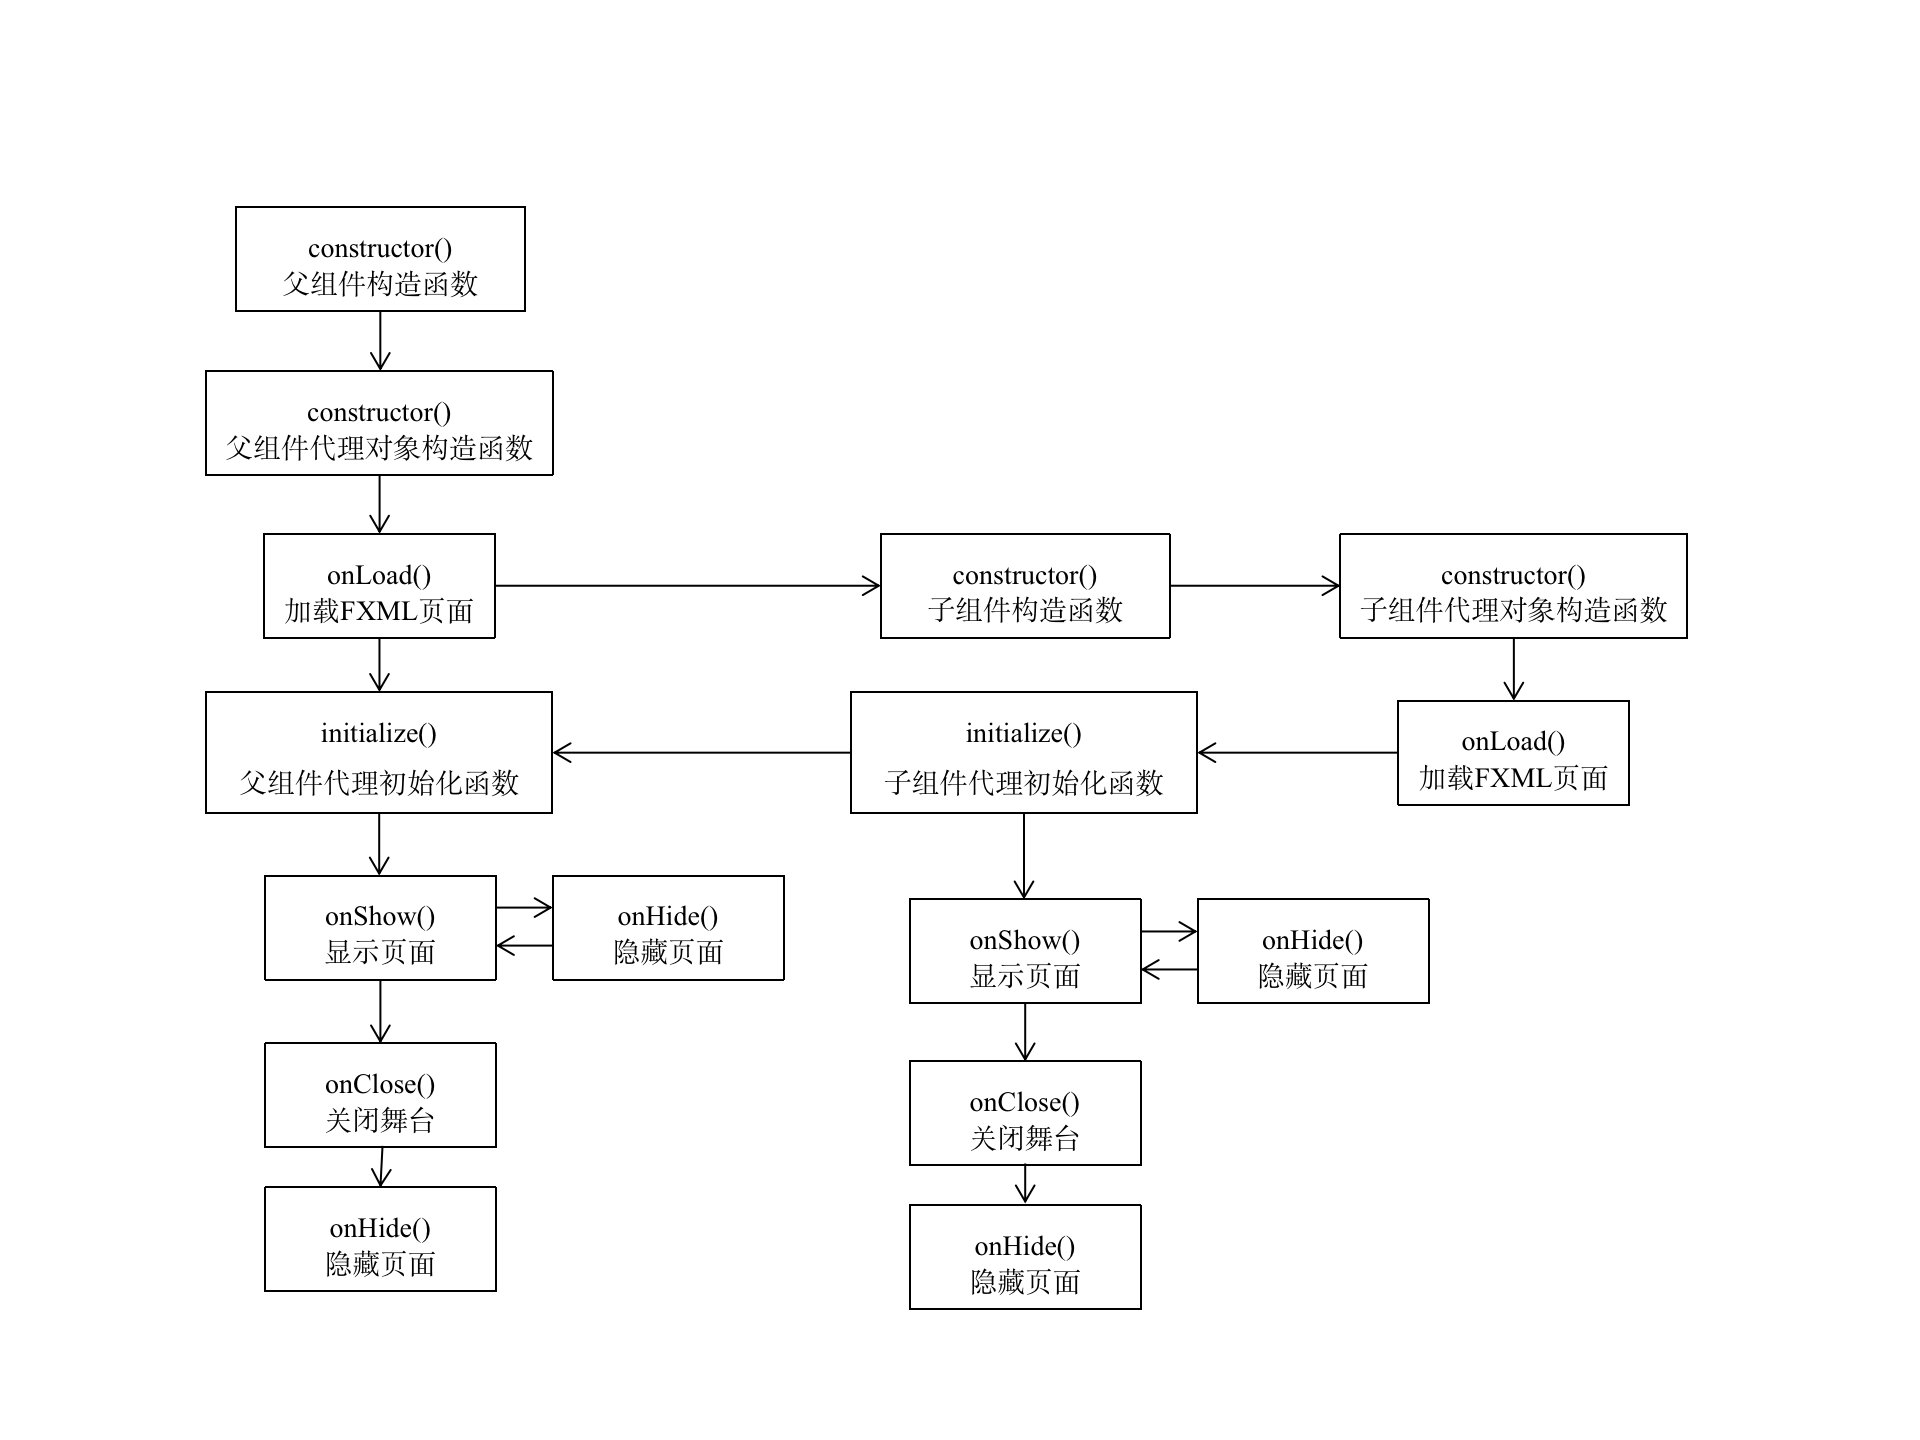 constructor()
父组件构造函数
constructor()
父组件代理对象构造函数
onLoad()
加载FXML页面
constructor()
子组件构造函数
constructor()
子组件代理对象构造函数
initialize()
父组件代理初始化函数
initialize()
子组件代理初始化函数
onLoad()
加载FXML页面
onShow()
显示页面
onHide()
隐藏页面
onShow()
显示页面
onHide()
隐藏页面
onClose()
关闭舞台
onClose()
关闭舞台
onHide()
隐藏页面
onHide()
隐藏页面